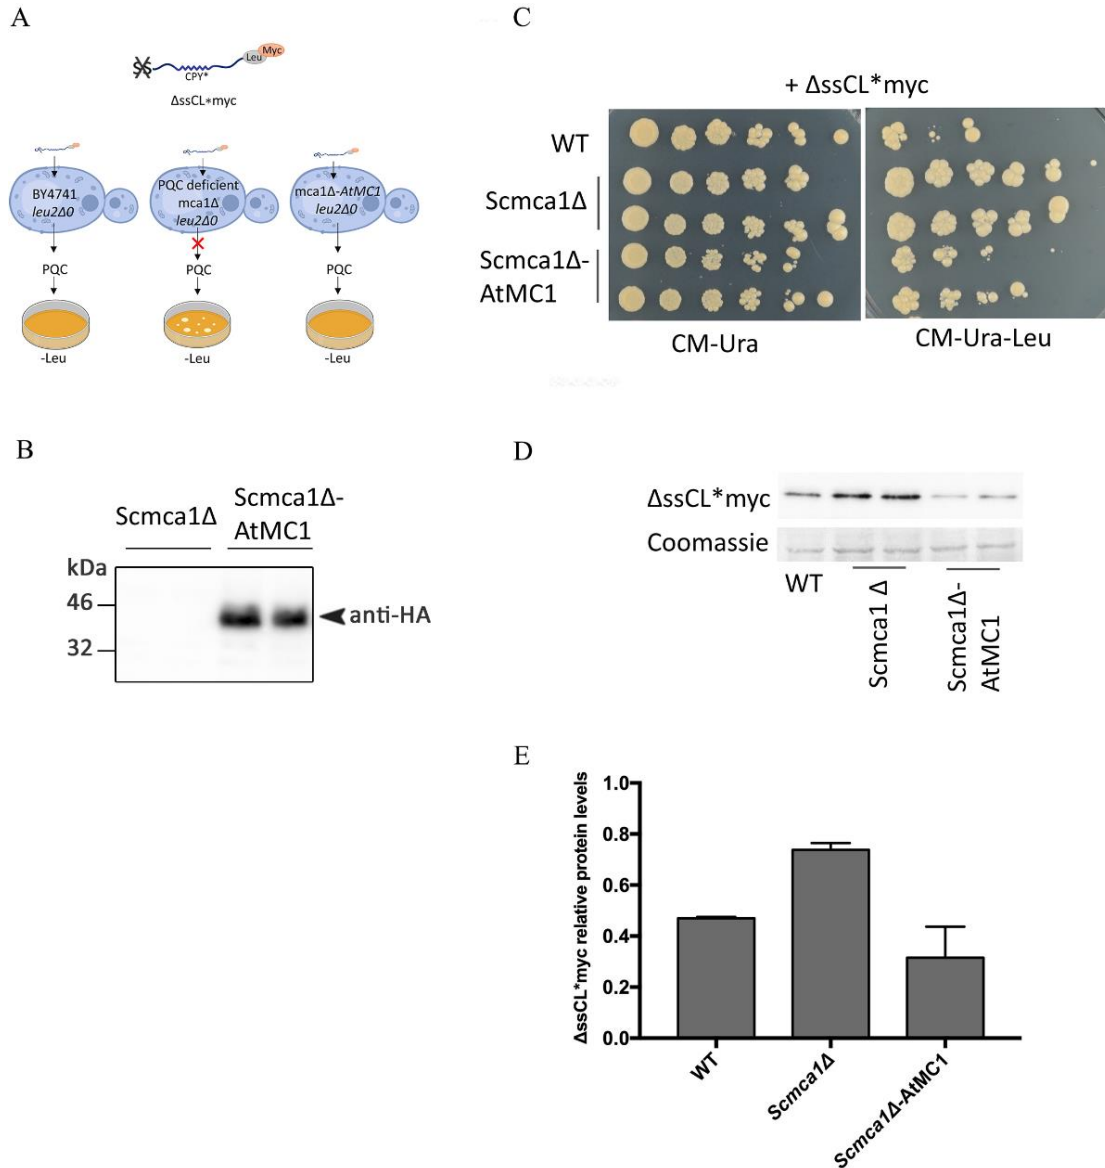 A
SS
CPY*
Leu
Myc
ΔssCL*myc
BY4741
leu2Δ0
PQC deficient
mca1Δ
leu2Δ0
mca1Δ-AtMC1
leu2Δ0
PQC
PQC
PQC
-Leu
-Leu
-Leu
B
Scmca1Δ
Scmca1Δ-
AtMC1
kDa
46
32
anti-HA
C
+ ΔssCL*myc
WT
Scmca1Δ
Scmca1Δ-
AtMC1
CM-Ura
CM-Ura-Leu
D
ΔssCL*myc
Coomassie
WT
Scmca1 Δ
Scmca1Δ-
AtMC1
E
ΔssCL*myc relative protein levels
1.0
0.8
0.6
0.4
0.2
0.0
WT
Scmca1Δ
Scmca1Δ-AtMC1